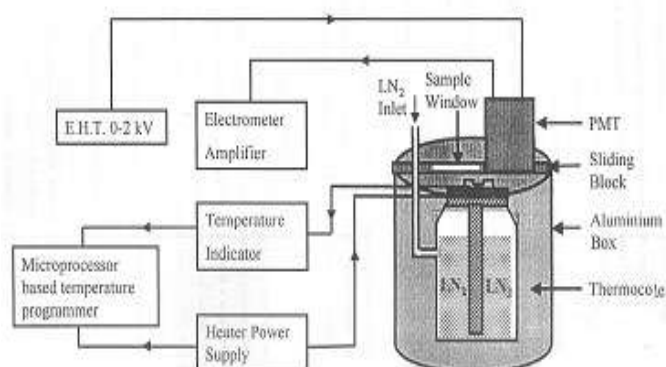 LN2
Inlet
Sample
Window
E.H.T. 0-2 kV
Electrometer
Amplifier
PMT
Sliding
Block
Aluminium
Box
Temperature
Indicator
Microprocessor
based temperature
programmer
LN2 LN2
Thermocole
Heater Power
Supply